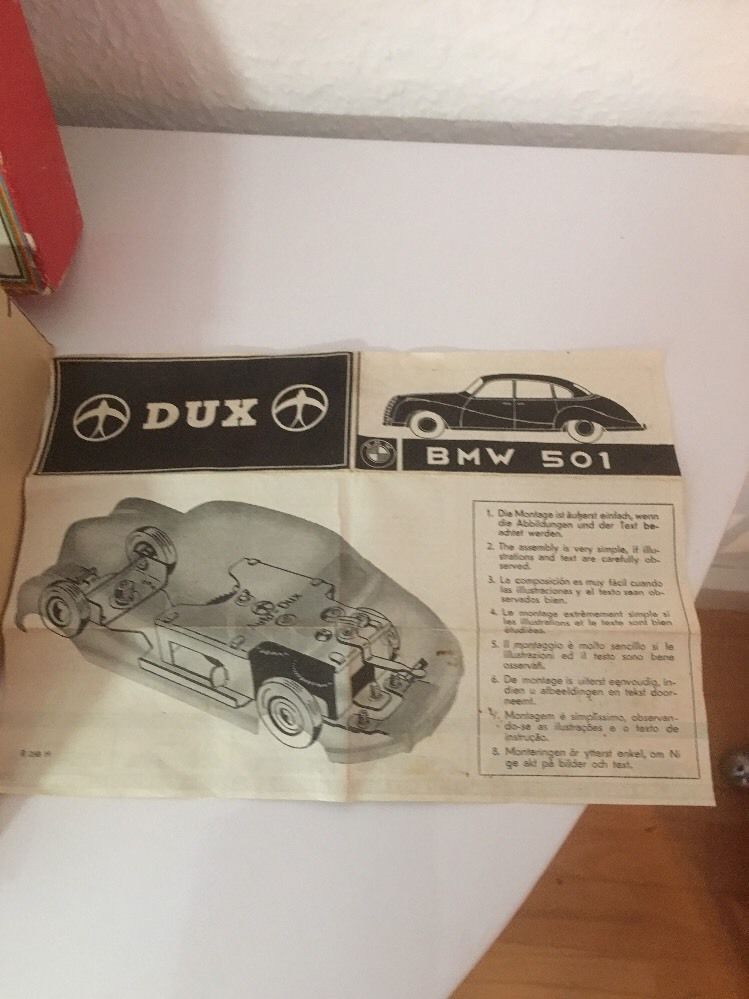 DUX
BMW 501
DUX
1. Die Montage ist äußerst einfach, wenn
die Abbildungen und der Text be-
achtet werden.
2. The assembly is very simple, if illu-
strations and text are carefully ob-
served.
3. La composición es muy fácil cuando
las illustraciones y el texto sean ob-
servados bien.
4. Le montage extrêmement simple si
les illustrations et le texte sont bien
étudiées.
5. Il montaggio è molto sencillo si le
illustrazioni ed il testo sono bene
osservati.
6. De montage is uiterst eenvoudig, in-
dien u afbeeldingen en tekst door-
neemt.
7. Montagem è simplissimo, observan-
do-se as ilustrações e o texto de
instrução.
8. Monteringen är ytterst enkel, om Ni
ge akt på bilder och text.